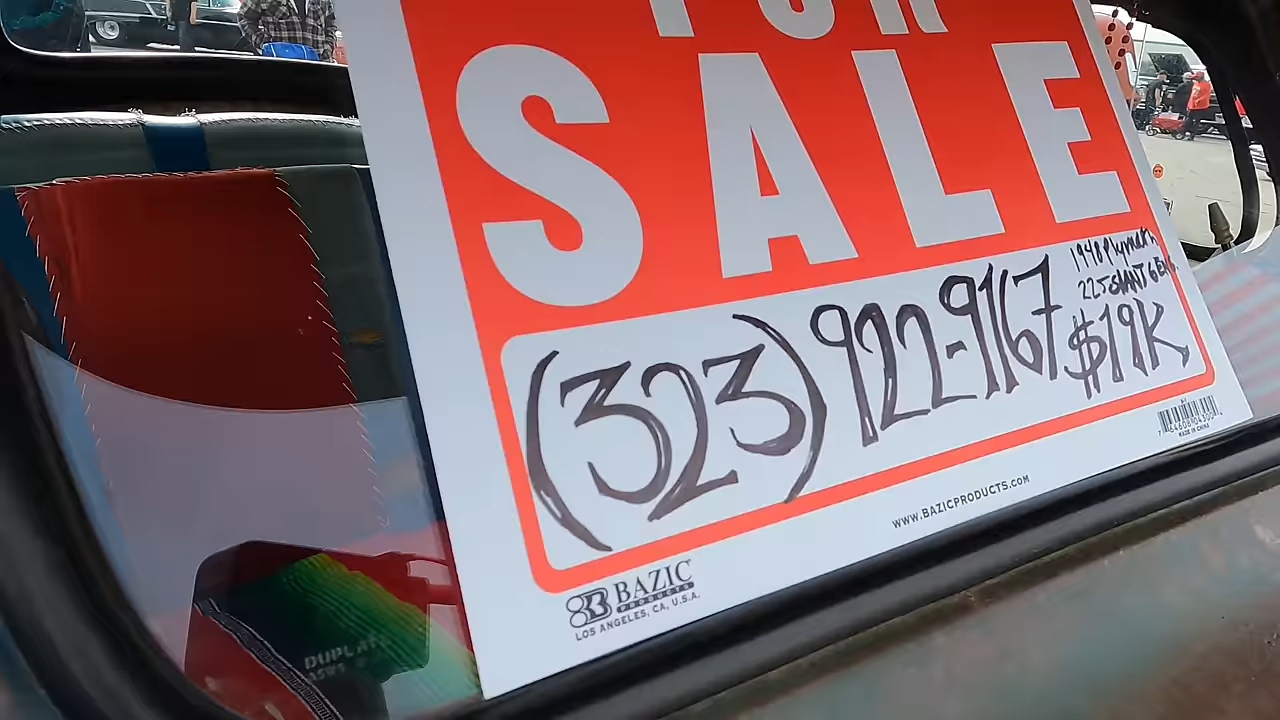 FOR
SALE
(323) 922-9167
1948 Plymouth
225 SLANT 6 ENG.
$19K
MADE IN CHINA
WWW.BAZICPRODUCTS.COM
BAZIC
PRODUCTS
LOS ANGELES, CA, U.S.A.